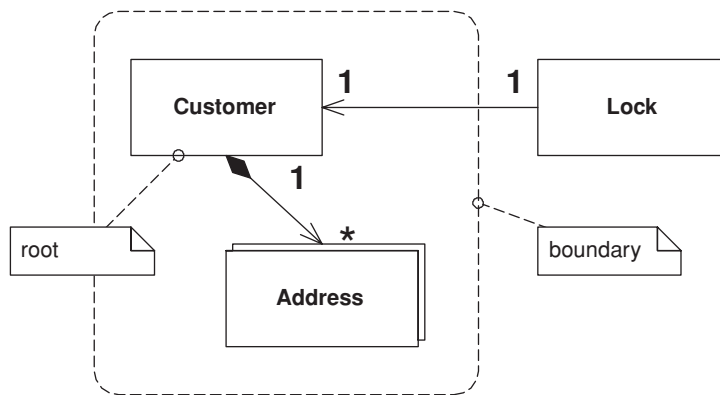 1
1
Customer
Lock
1
root
*
boundary
Address